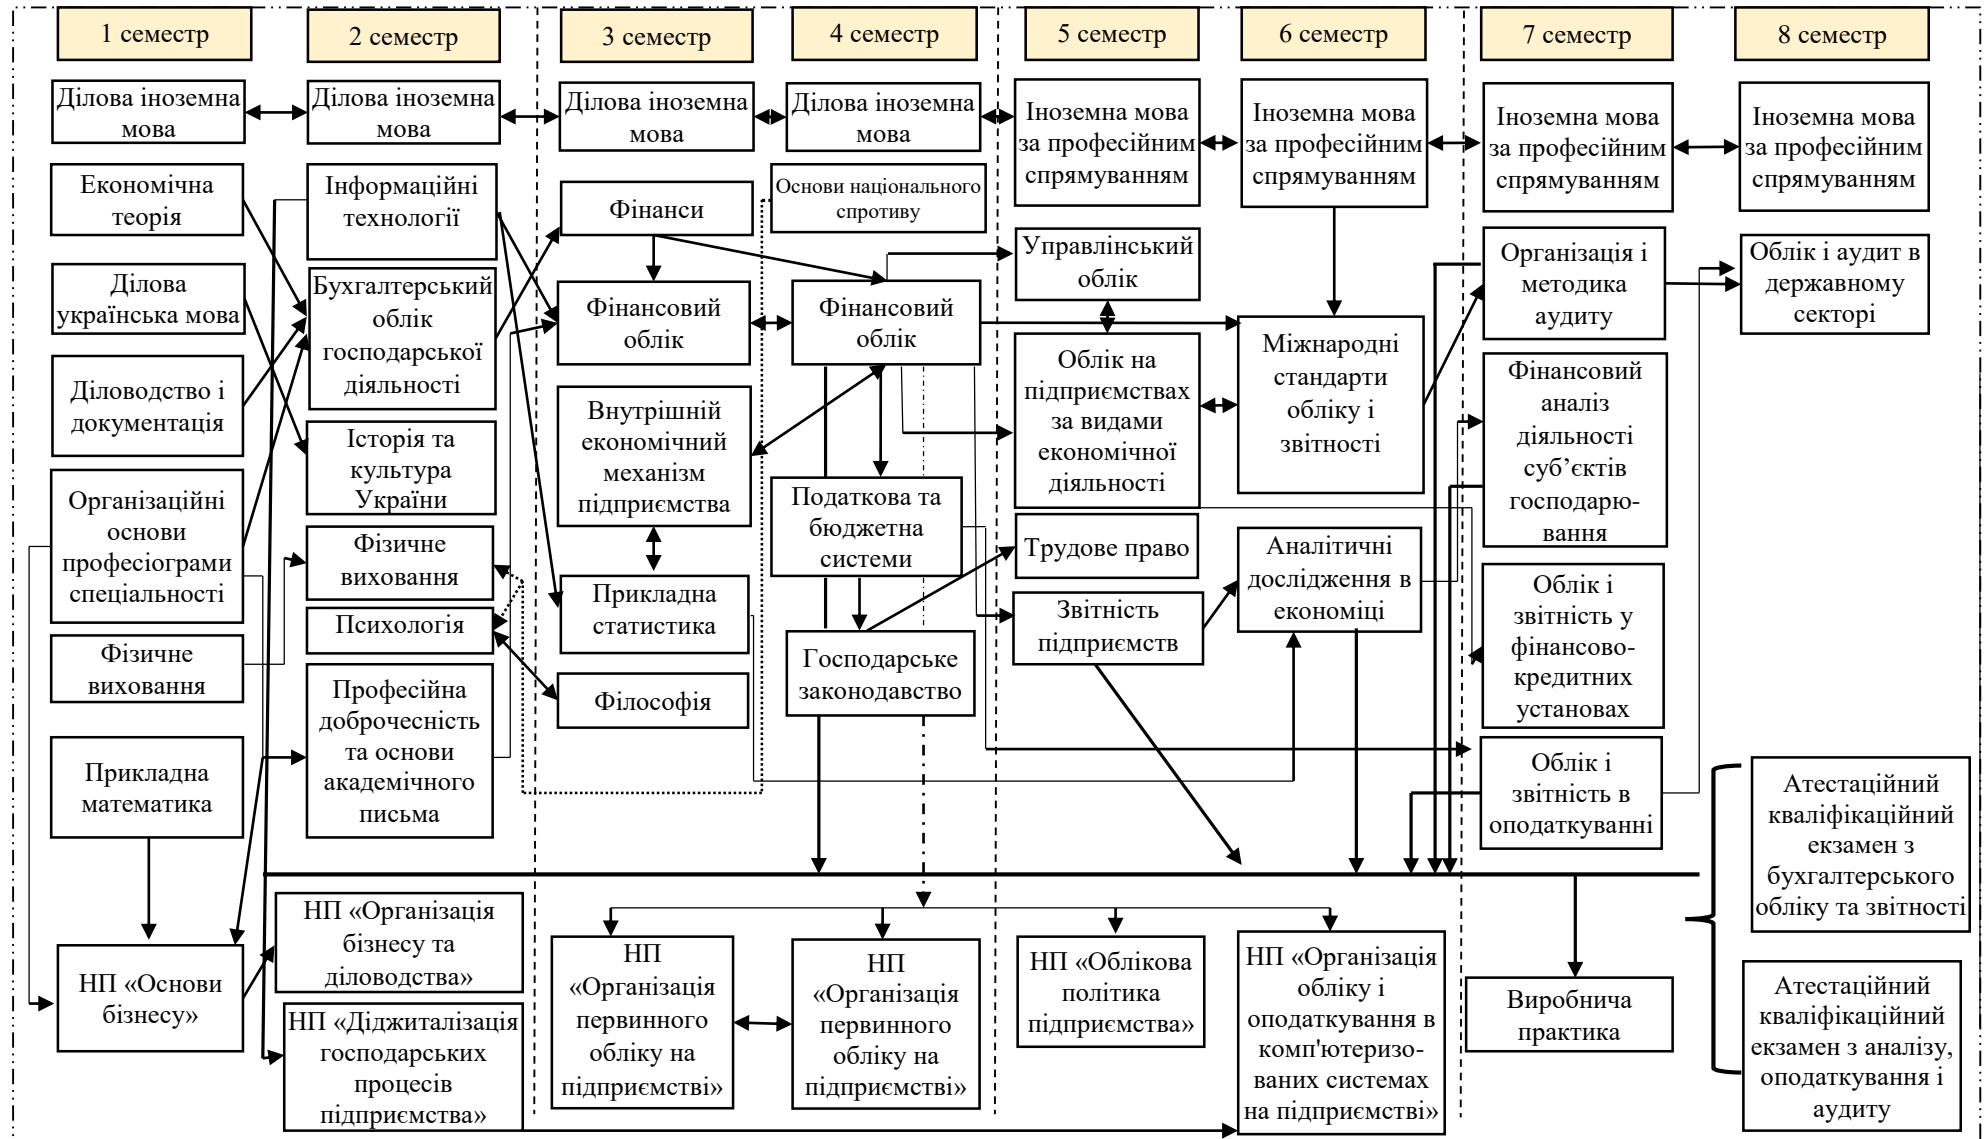 1 семестр
2 семестр
3 семестр
4 семестр
5 семестр
6 семестр
7 семестр
8 семестр
Ділова іноземна
мова
Ділова іноземна
мова
Ділова іноземна
мова
Ділова іноземна
мова
Іноземна мова
за професійним
спрямуванням
Іноземна мова
за професійним
спрямуванням
Іноземна мова
за професійним
спрямуванням
Іноземна мова
за професійним
спрямуванням
Економічна
теорія
Інформаційні
технології
Фінанси
Основи національного
спротиву
Управлінський
облік
Організація і
методика
аудиту
Облік і аудит в
державному
секторі
Ділова
українська мова
Бухгалтерський
облік
господарської
діяльності
Фінансовий
облік
Фінансовий
облік
Облік на
підприємствах
за видами
економічної
діяльності
Міжнародні
стандарти
обліку і
звітності
Фінансовий
аналіз
діяльності
суб’єктів
господарю-
вання
Діловодство і
документація
Історія та
культура
України
Внутрішній
економічний
механізм
підприємства
Податкова та
бюджетна
системи
Трудове право
Аналітичні
дослідження в
економіці
Облік і
звітність у
фінансово-
кредитних
установах
Організаційні
основи
професіограми
спеціальності
Фізичне
виховання
Психологія
Прикладна
статистика
Господарське
законодавство
Звітність
підприємств
Фізичне
виховання
Професійна
доброчесність
та основи
академічного
письма
Філософія
Облік і
звітність в
оподаткуванні
Прикладна
математика
Атестаційний
кваліфікаційний
екзамен з
бухгалтерського
обліку та звітності
НП «Основи
бізнесу»
НП «Організація
бізнесу та
діловодства»
НП «Діджиталізація
господарських
процесів
підприємства»
НП
«Організація
первинного
обліку на
підприємстві»
НП
«Організація
первинного
обліку на
підприємстві»
НП «Облікова
політика
підприємства»
НП «Організація
обліку і
оподаткування в
комп'ютеризо-
ваних системах
на підприємстві»
Виробнича
практика
Атестаційний
кваліфікаційний
екзамен з аналізу,
оподаткування і
аудиту